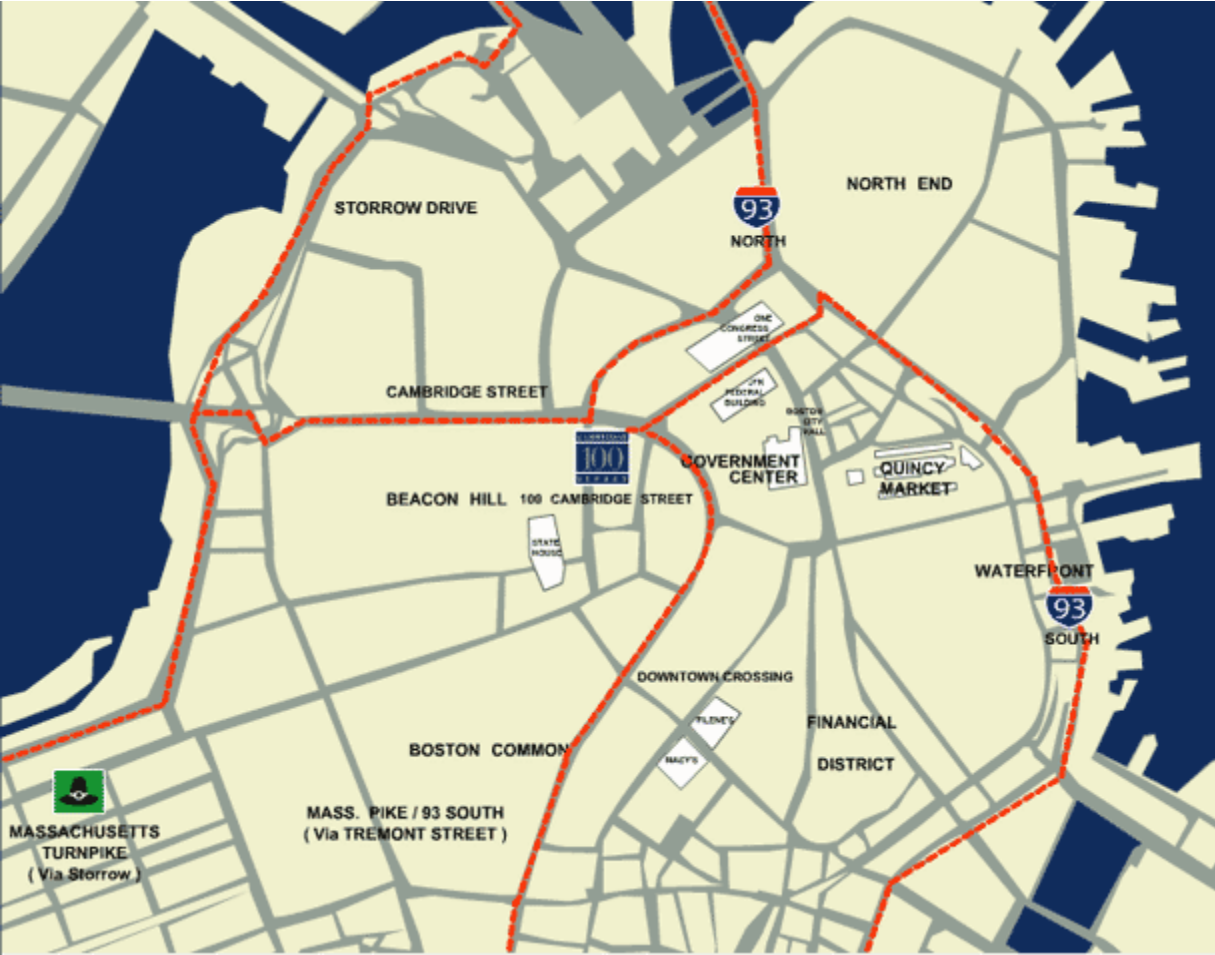 NORTH END
93
NORTH
STORROW DRIVE
ONE
CONGRESS
STREET
CAMBRIDGE STREET
JFK
FEDERAL
BUILDING
BOSTON
CITY
HALL
100
GOVERNMENT
CENTER
QUINCY
MARKET
BEACON HILL
100 CAMBRIDGE STREET
STATE
HOUSE
WATERFRONT
93
SOUTH
DOWNTOWN CROSSING
FILENE'S
MACY'S
FINANCIAL
DISTRICT
BOSTON COMMON
MASS. PIKE / 93 SOUTH
( Via TREMONT STREET )
MASSACHUSETTS
TURNPIKE
( Via Storrow )